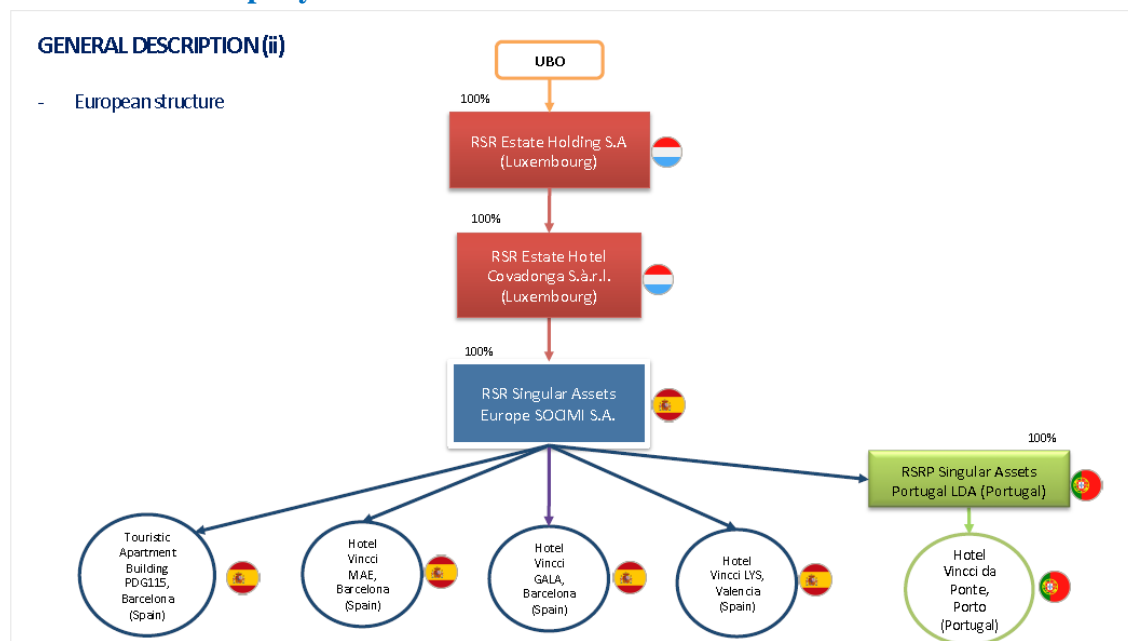 GENERAL DESCRIPTION (ii)
- European structure
UBO
100%
RSR Estate Holding S.A
(Luxembourg)
100%
RSR Estate Hotel
Covadonga S.à.r.l.
(Luxembourg)
100%
RSR Singular Assets
Europe SOCIMI S.A.
100%
RSRP Singular Assets
Portugal LDA (Portugal)
Touristic
Apartment
Building
PDG115,
Barcelona
(Spain)
Hotel
Vincci
MAE,
Barcelona
(Spain)
Hotel
Vincci
GALA,
Barcelona
(Spain)
Hotel
Vincci LYS,
Valencia
(Spain)
Hotel
Vincci da
Ponte,
Porto
(Portugal)